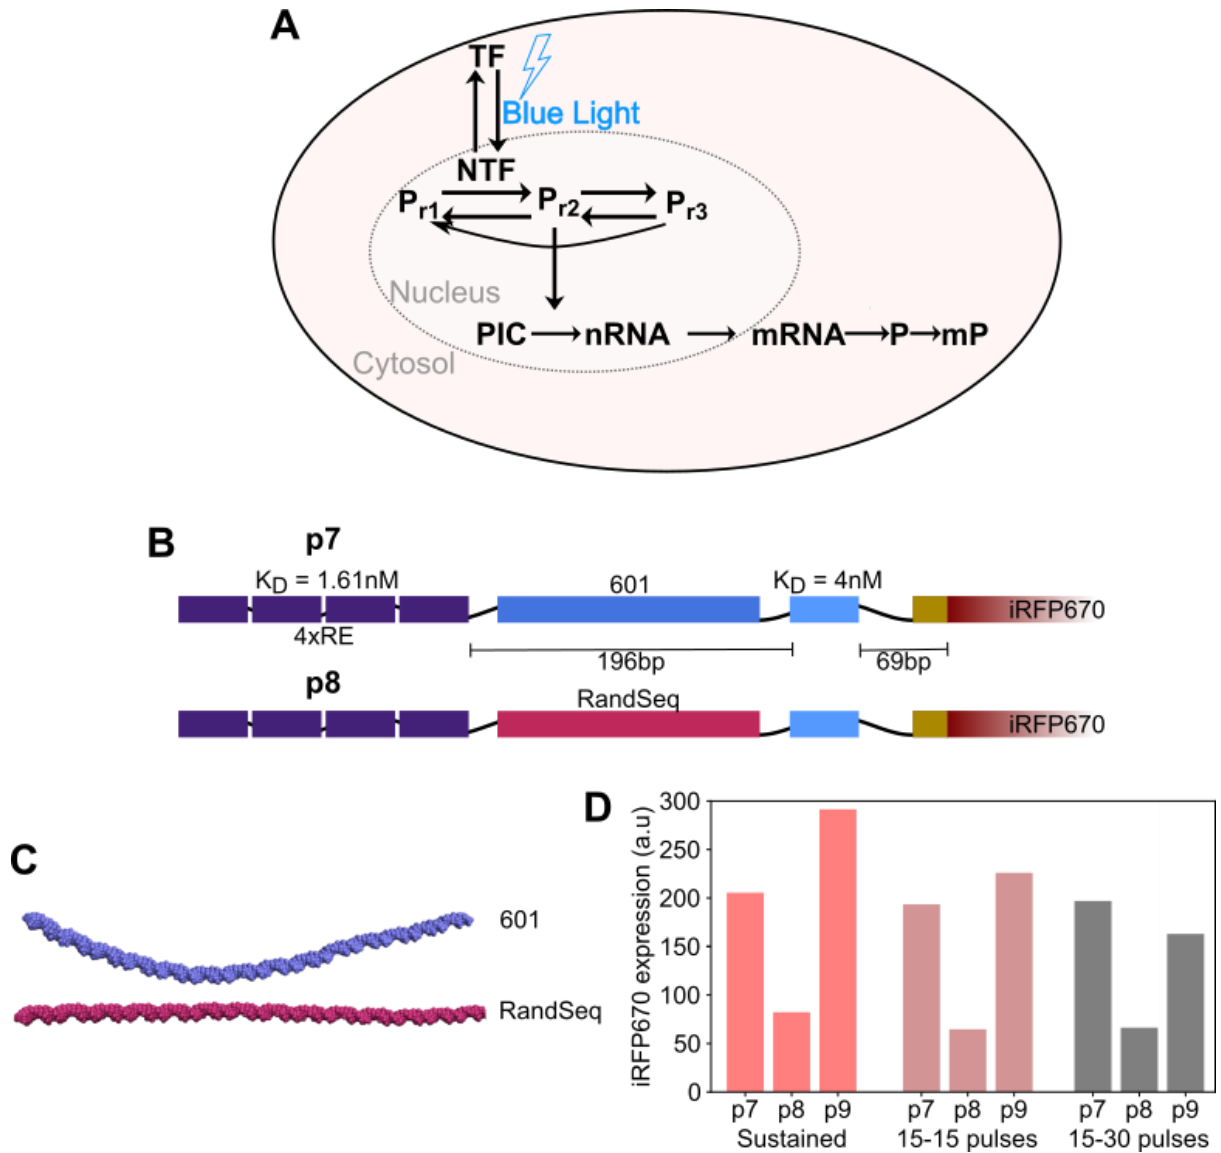 A
TF
Blue Light
NTF
Pr1
Pr2
Pr3
Nucleus
PIC
nRNA
mRNA
P
mP
Cytosol
B
p7
KD = 1.61nM
601
KD = 4nM
iRFP670
4xRE
196bp
69bp
p8
RandSeq
iRFP670
C
601
RandSeq
D
iRFP670 expression (a.u)
300
250
200
150
100
50
0
p7 p8 p9 p7 p8 p9 p7 p8 p9
Sustained 15-15 pulses 15-30 pulses